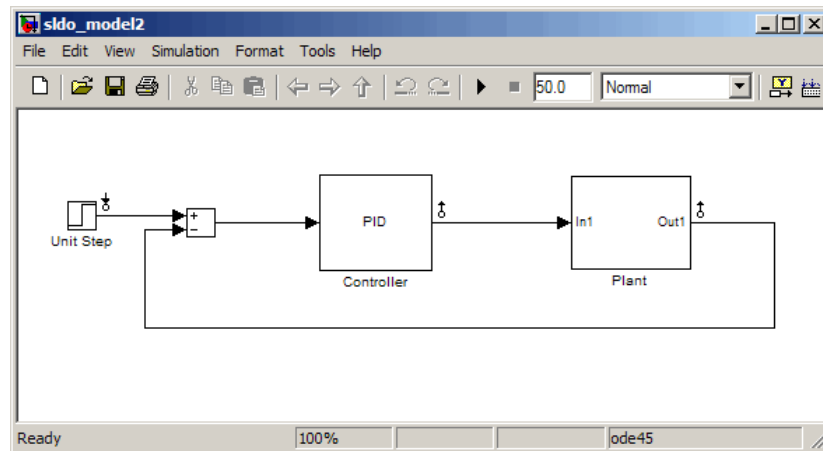 sldo_model2
File Edit View Simulation Format Tools Help
50.0 Normal
+
−
PID
In1 Out1
Unit Step
Controller
Plant
Ready 100% ode45